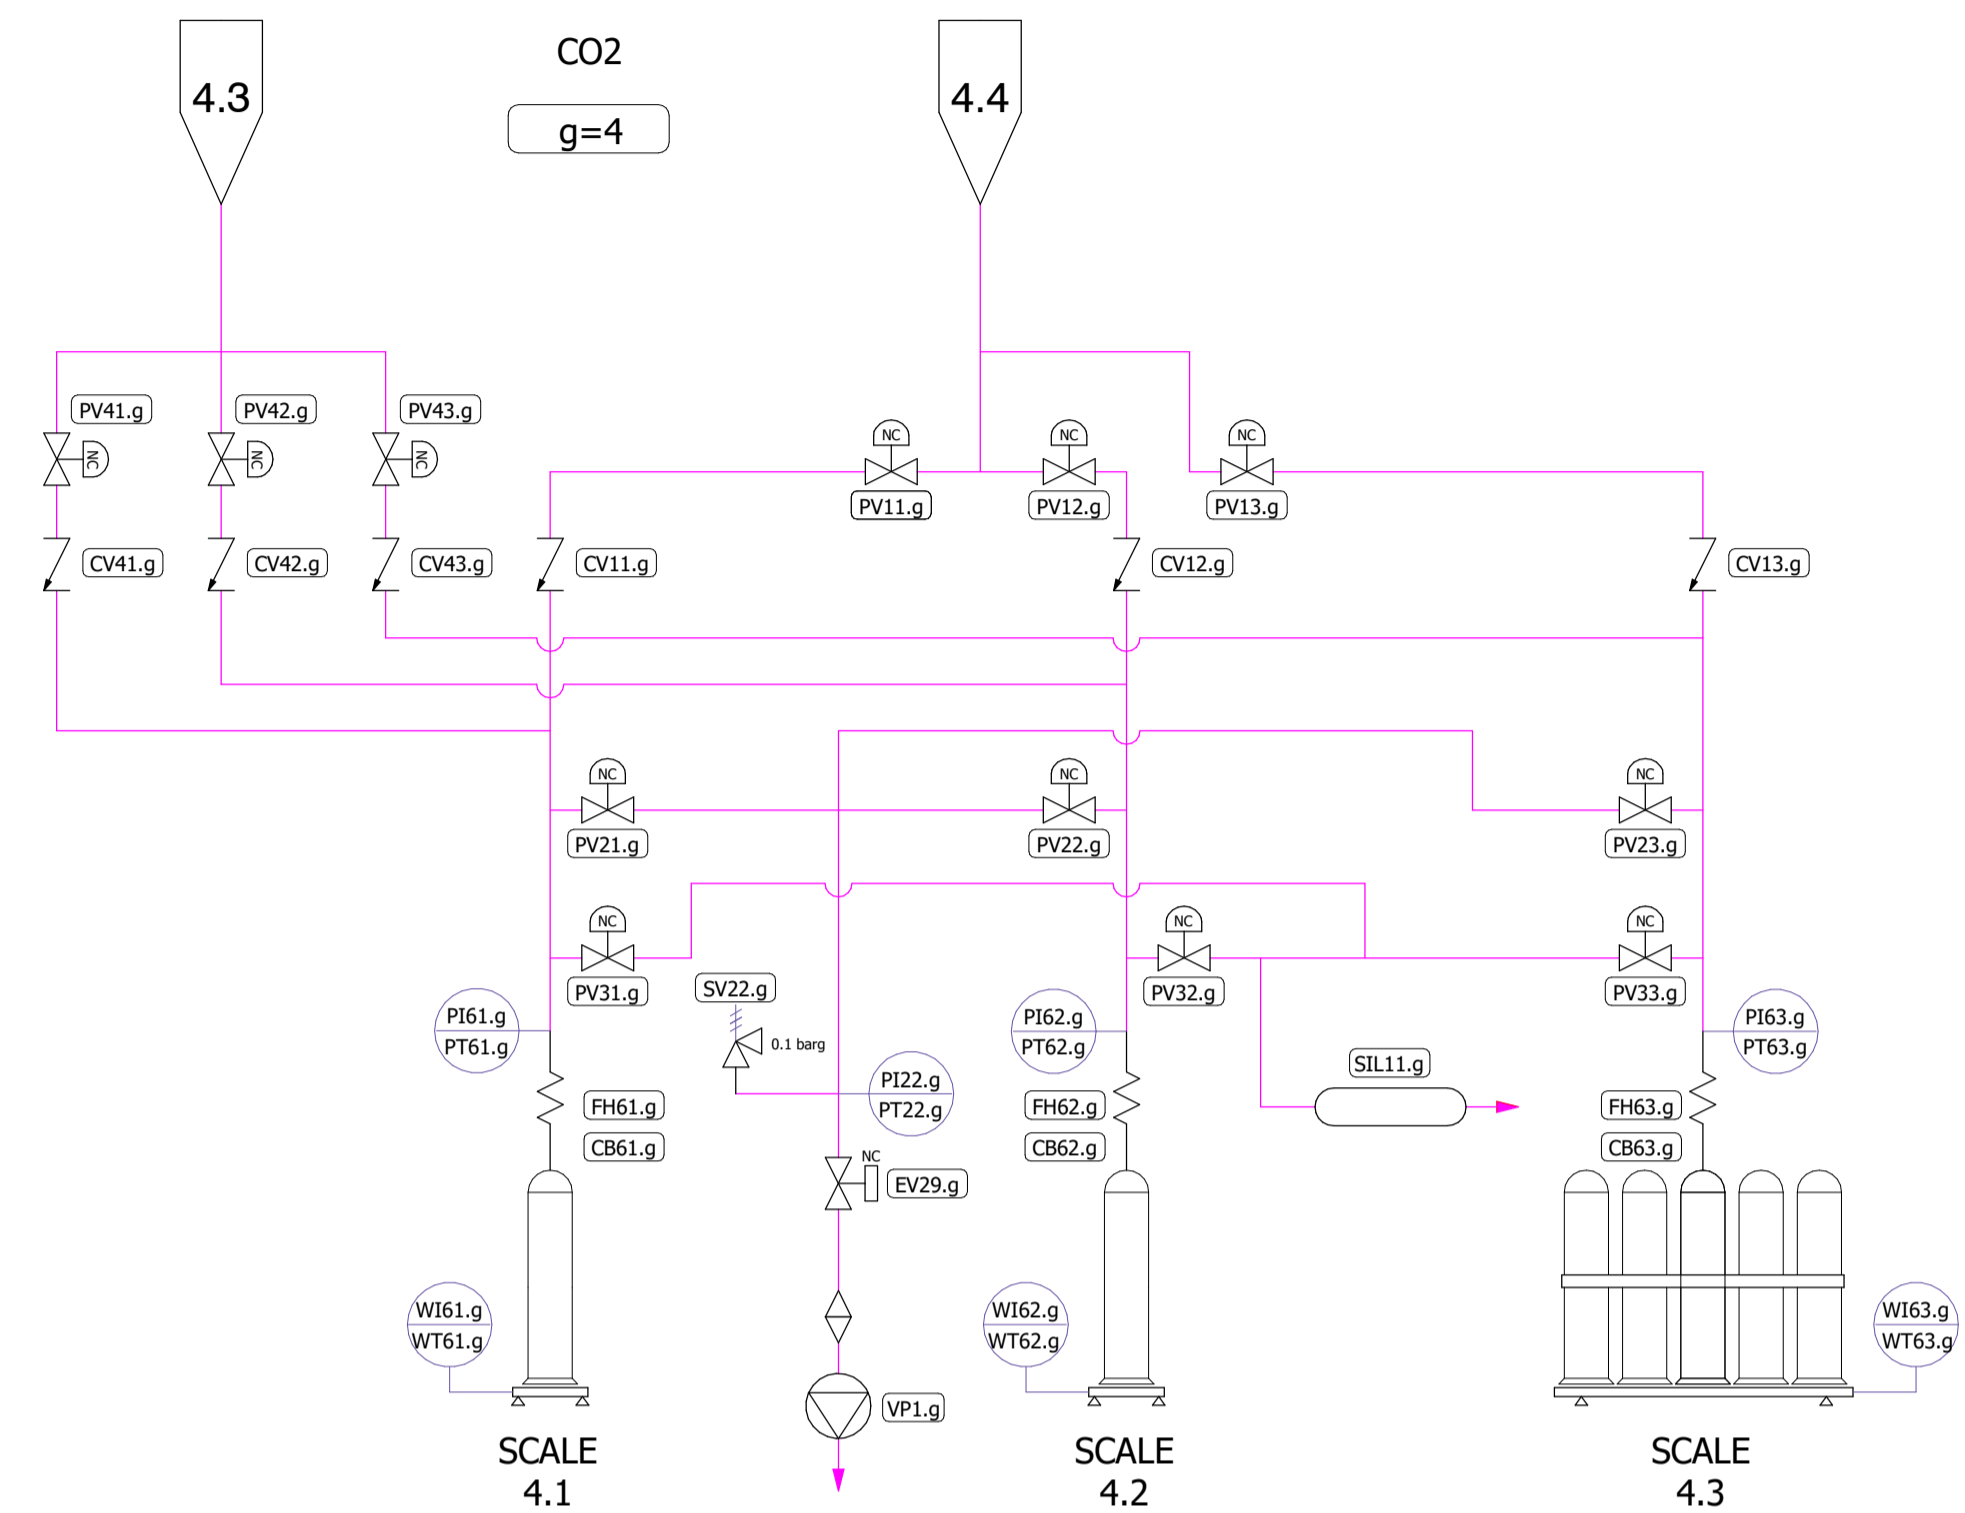 CO2
4.3
4.4
g=4
PV41.g
PV42.g
PV43.g
NC
NC
NC
NC
NC
NC
PV11.g
PV12.g
PV13.g
CV41.g
CV42.g
CV43.g
CV11.g
CV12.g
CV13.g
NC
NC
NC
PV21.g
PV22.g
PV23.g
NC
NC
NC
PV31.g
SV22.g
PV32.g
PV33.g
PI61.g
PT61.g
0.1 barg
PI62.g
PT62.g
PI63.g
PT63.g
SIL11.g
PI22.g
PT22.g
FH61.g
CB61.g
FH62.g
CB62.g
FH63.g
CB63.g
NC
EV29.g
WI61.g
WT61.g
WI62.g
WT62.g
WI63.g
WT63.g
VP1.g
SCALE
4.1
SCALE
4.2
SCALE
4.3